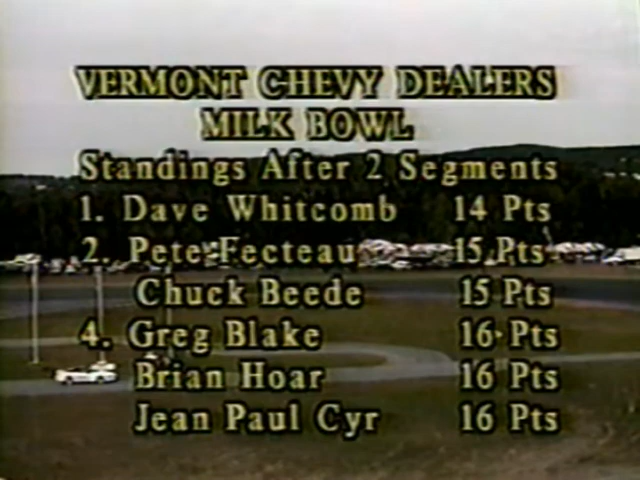 VERMONT CHEVY DEALERS
MILK BOWL
Standings After 2 Segments
1. Dave Whitcomb 14 Pts
2. Pete Fecteau 15 Pts
Chuck Beede 15 Pts
4. Greg Blake 16 Pts
Brian Hoar 16 Pts
Jean Paul Cyr 16 Pts